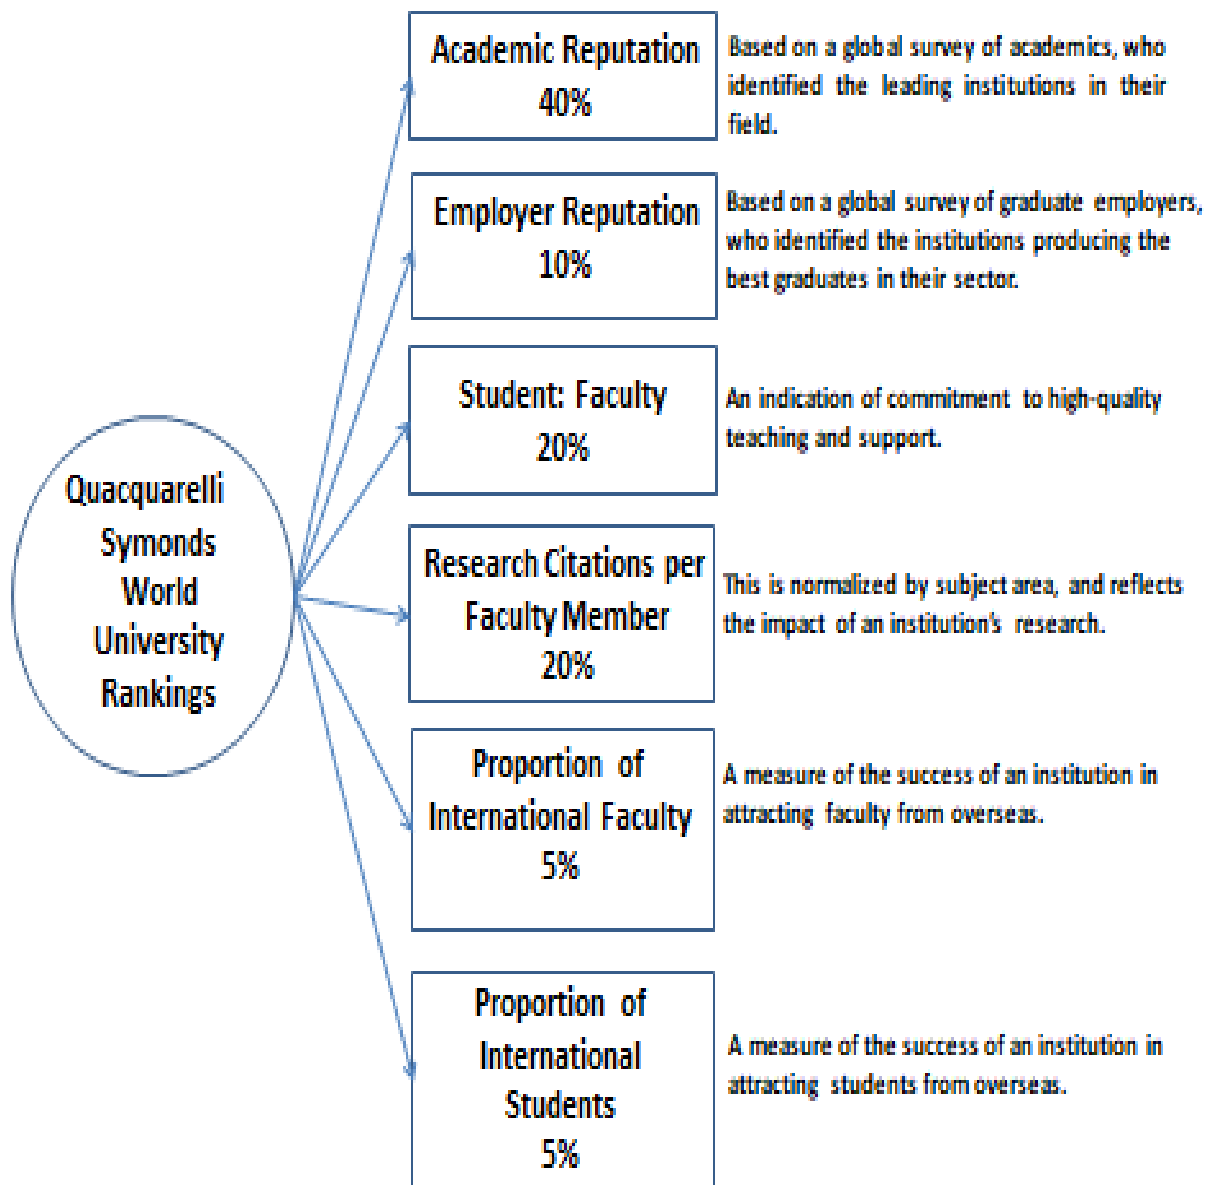 Academic Reputation
40%
Based on a global survey of academics, who
identified the leading institutions in their
field.
Employer Reputation
10%
Based on a global survey of graduate employers,
who identified the institutions producing the
best graduates in their sector.
Student: Faculty
20%
An indication of commitment to high-quality
teaching and support.
Quacquarelli
Symonds
World
University
Rankings
Research Citations per
Faculty Member
20%
This is normalized by subject area, and reflects
the impact of an institution's research.
Proportion of
International Faculty
5%
A measure of the success of an institution in
attracting faculty from overseas.
Proportion of
International
Students
5%
A measure of the success of an institution in
attracting students from overseas.